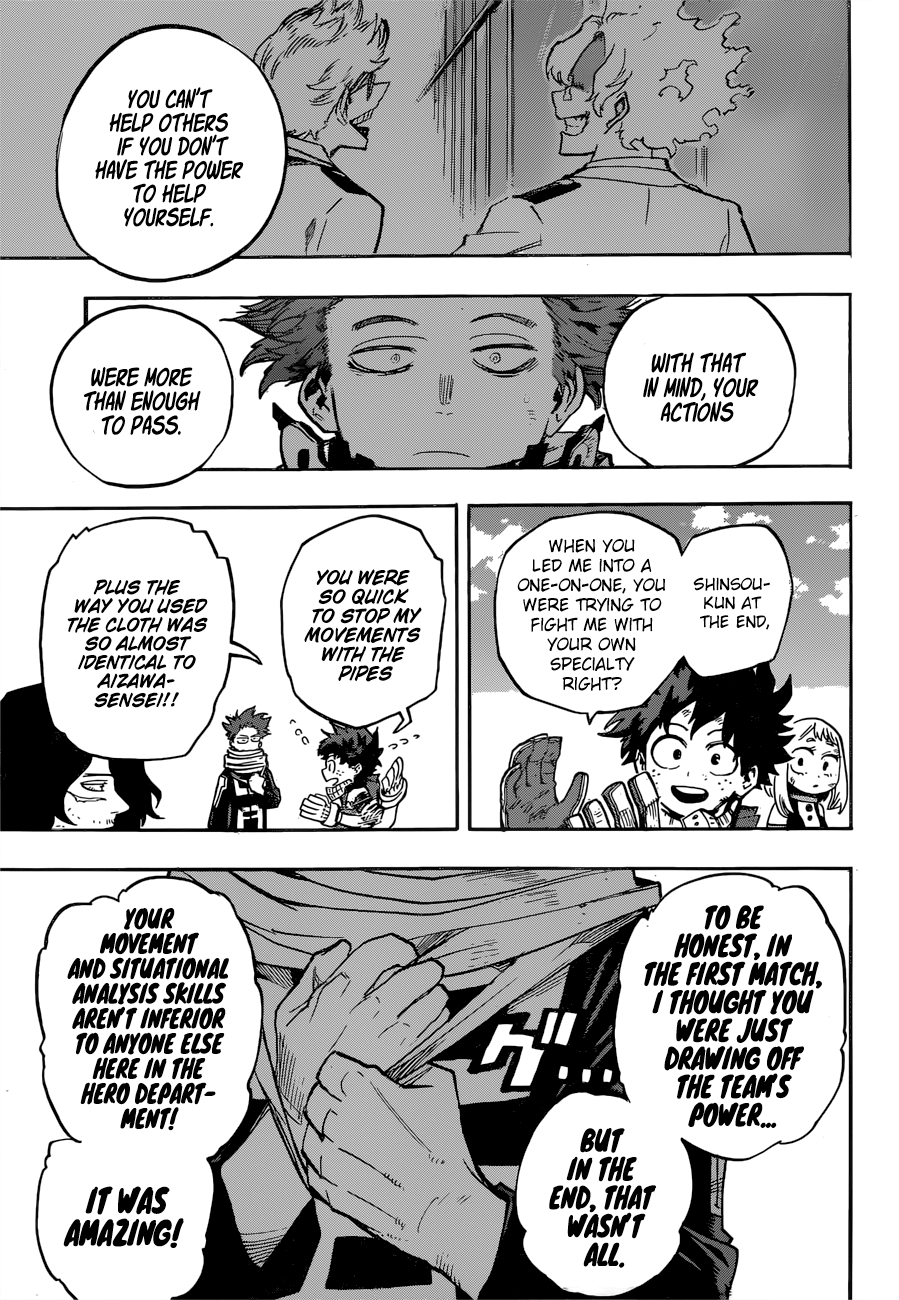 YOU CAN'T
HELP OTHERS
IF YOU DON'T
HAVE THE POWER
TO HELP
YOURSELF.
WITH THAT
IN MIND, YOUR
ACTIONS
WERE MORE
THAN ENOUGH
TO PASS.
SHINSOU-
KUN AT
THE END,
WHEN YOU
LED ME INTO A
ONE-ON-ONE, YOU
WERE TRYING TO
FIGHT ME WITH
YOUR OWN
SPECIALTY
RIGHT?
YOU WERE
SO QUICK
TO STOP MY
MOVEMENTS
WITH THE
PIPES
PLUS THE
WAY YOU USED
THE CLOTH WAS
SO ALMOST
IDENTICAL TO
AIZAWA-
SENSEI!!
TO BE
HONEST, IN
THE FIRST MATCH,
I THOUGHT YOU
WERE JUST
DRAWING OFF
THE TEAM'S
POWER...
BUT
IN THE
END, THAT
WASN'T
ALL.
グ…
YOUR
MOVEMENT
AND SITUATIONAL
ANALYSIS SKILLS
AREN'T INFERIOR
TO ANYONE ELSE
HERE IN THE
HERO DEPART-
MENT!
IT WAS
AMAZING!